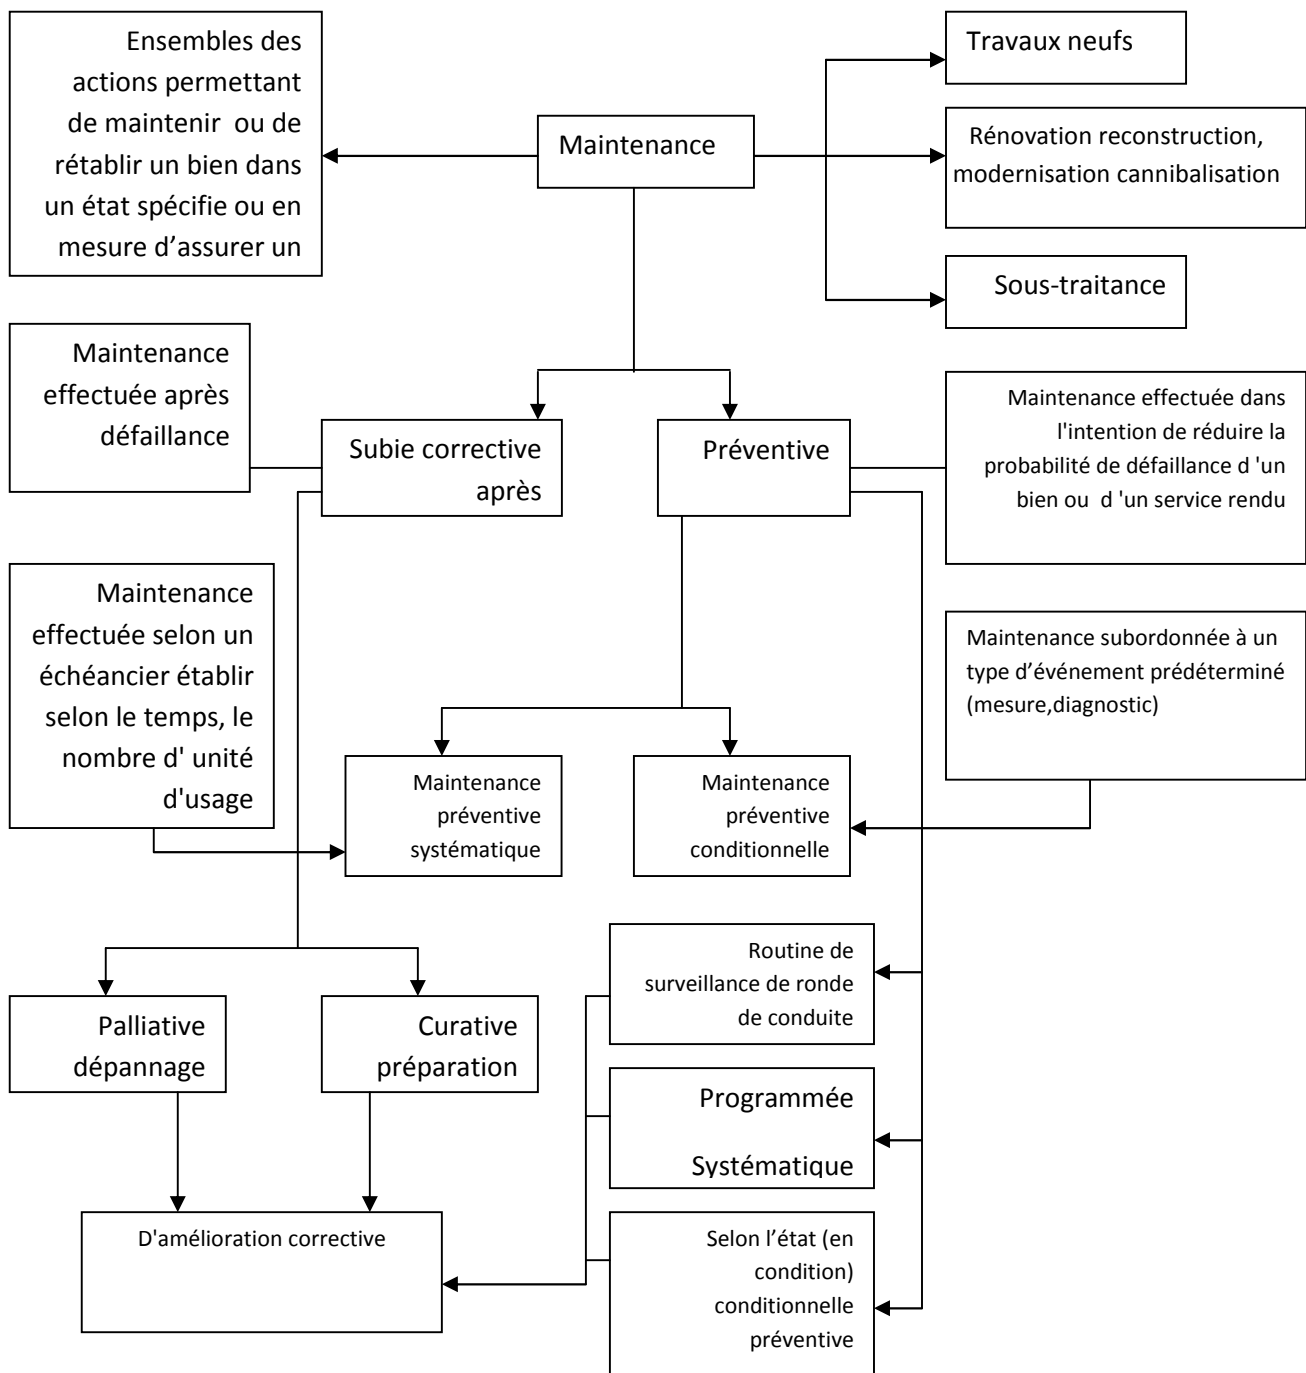 Ensembles des
actions permettant
de maintenir ou de
rétablir un bien dans
un état spécifie ou en
mesure d’assurer un
Maintenance
Travaux neufs
Rénovation reconstruction,
modernisation cannibalisation
Sous-traitance
Maintenance
effectuée après
défaillance
Subie corrective
après
Préventive
Maintenance effectuée dans
l'intention de réduire la
probabilité de défaillance d 'un
bien ou d 'un service rendu
Maintenance
effectuée selon un
échéancier établir
selon le temps, le
nombre d' unité
d'usage
Maintenance subordonnée à un
type d’événement prédéterminé
(mesure,diagnostic)
Maintenance
préventive
systématique
Maintenance
préventive
conditionnelle
Routine de
surveillance de ronde
de conduite
Palliative
dépannage
Curative
préparation
Programmée
Systématique
D'amélioration corrective
Selon l’état (en
condition)
conditionnelle
préventive